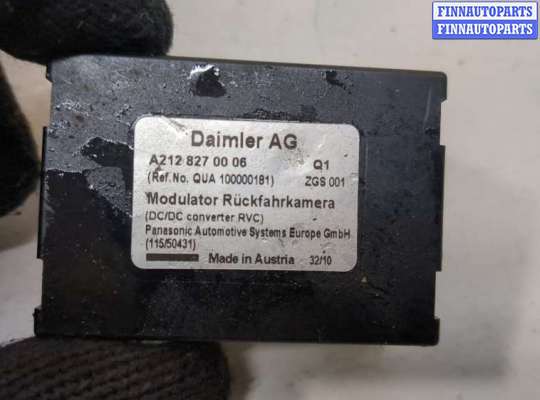 FINNAUTOPARTS
FINNAUTOPARTS
Daimler AG
A212 827 00 06 Q1
(Ref.No. QUA 100000181) ZGS 001
Modulator Rückfahrkamera
(DC/DC converter RVC)
Panasonic Automotive Systems Europe GmbH
(115/50431)
Made in Austria 32/10